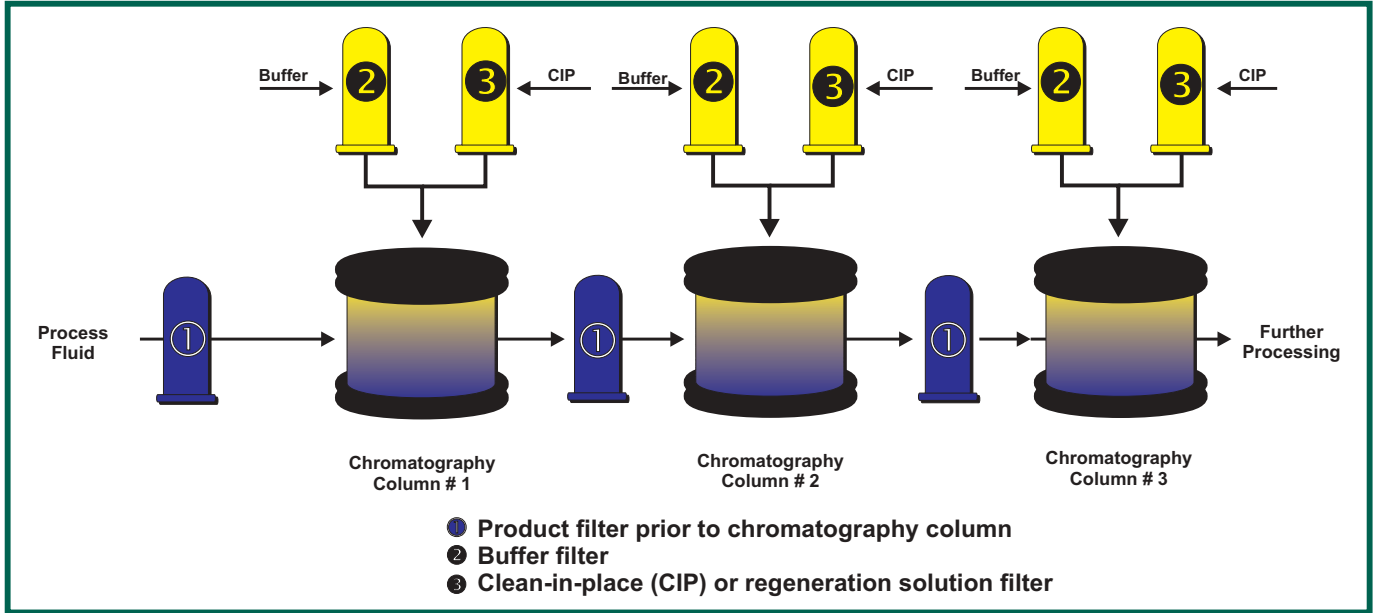 Buffer
2
3
CIP
Buffer
2
3
CIP
Buffer
2
3
CIP
Process
Fluid
1
1
1
Further
Processing
Chromatography
Column # 1
Chromatography
Column # 2
Chromatography
Column # 3
① Product filter prior to chromatography column
❷ Buffer filter
❸ Clean-in-place (CIP) or regeneration solution filter